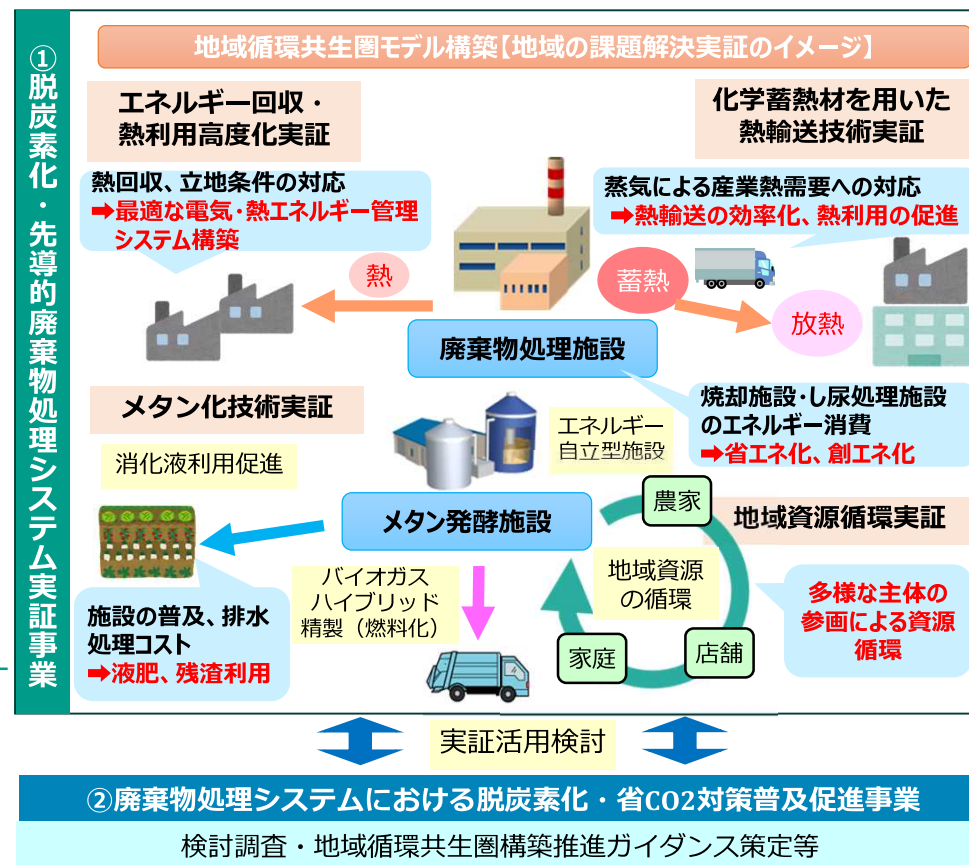 ①脱炭素化・先導的廃棄物処理システム実証事業
地域循環共生圏モデル構築【地域の課題解決実証のイメージ】
エネルギー回収・
熱利用高度化実証
熱回収、立地条件の対応
➡最適な電気・熱エネルギー管理
システム構築
熱
化学蓄熱材を用いた
熱輸送技術実証
蒸気による産業熱需要への対応
➡熱輸送の効率化、熱利用の促進
蓄熱
放熱
廃棄物処理施設
焼却施設・し尿処理施設
のエネルギー消費
➡省エネ化、創エネ化
メタン化技術実証
消化液利用促進
エネルギー
自立型施設
メタン発酵施設
施設の普及、排水
処理コスト
➡液肥、残渣利用
バイオガス
ハイブリッド
精製（燃料化）
地域資源循環実証
農家
地域資源
の循環
家庭
店舗
多様な主体の
参画による資源
循環
実証活用検討
②廃棄物処理システムにおける脱炭素化・省CO2対策普及促進事業
検討調査・地域循環共生圏構築推進ガイダンス策定等